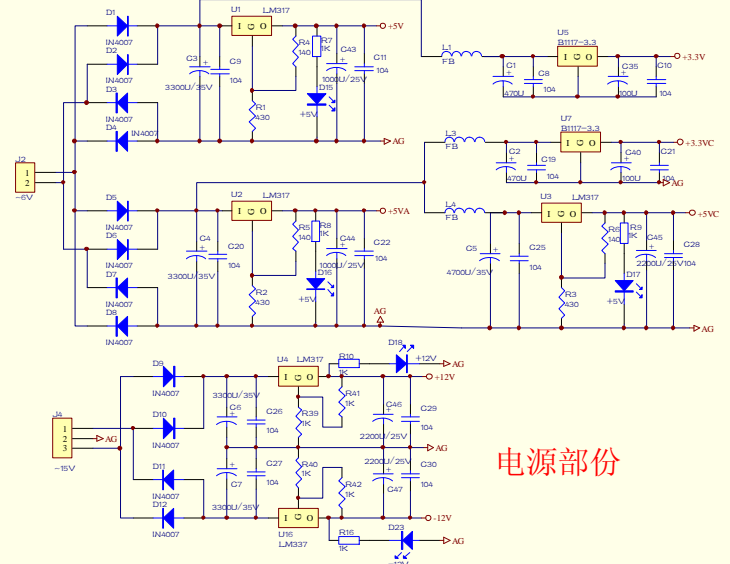 D1
IN4007
D2
IN4007
D3
IN4007
D4
IN4007
J2
1
2
~6V
C3
3300U/35V
C9
104
U1
LM317
I G O
R4
140
R7
1K
R1
430
D15
+5V
C43
1000U/25V
C11
104
+5V
AG
L1
FB
C1
470U
C8
104
U5
B1117-3.3
I G O
C35
100U
C10
104
+3.3V
L3
FB
C2
470U
C19
104
U7
B1117-3.3
I G O
C40
100U
C21
104
+3.3VC
AG
D5
IN4007
D6
IN4007
D7
IN4007
D8
IN4007
C4
3300U/35V
C20
104
U2
LM317
I G O
R5
140
R8
1K
R2
430
D16
+5V
C44
1000U/25V
C22
104
+5VA
AG
L4
FB
C5
4700U/35V
C25
104
U3
LM317
I G O
R6
140
R9
1K
R3
430
D17
+5V
C45
2200U/25V
C28
104
+5VC
AG
J4
1
2
3
~15V
AG
D9
IN4007
D10
IN4007
D11
IN4007
D12
IN4007
3300U/35V
C6
C26
104
C27
104
C7
3300U/35V
U4
LM317
I G O
R10
1K
D18
+12V
AG
R39
1K
R41
1K
C46
2200U/25V
C29
104
+12V
AG
R40
1K
R42
1K
2200U/25V
C47
C30
104
-12V
U16
LM337
I G O
R16
1K
D23
AG
电源部份